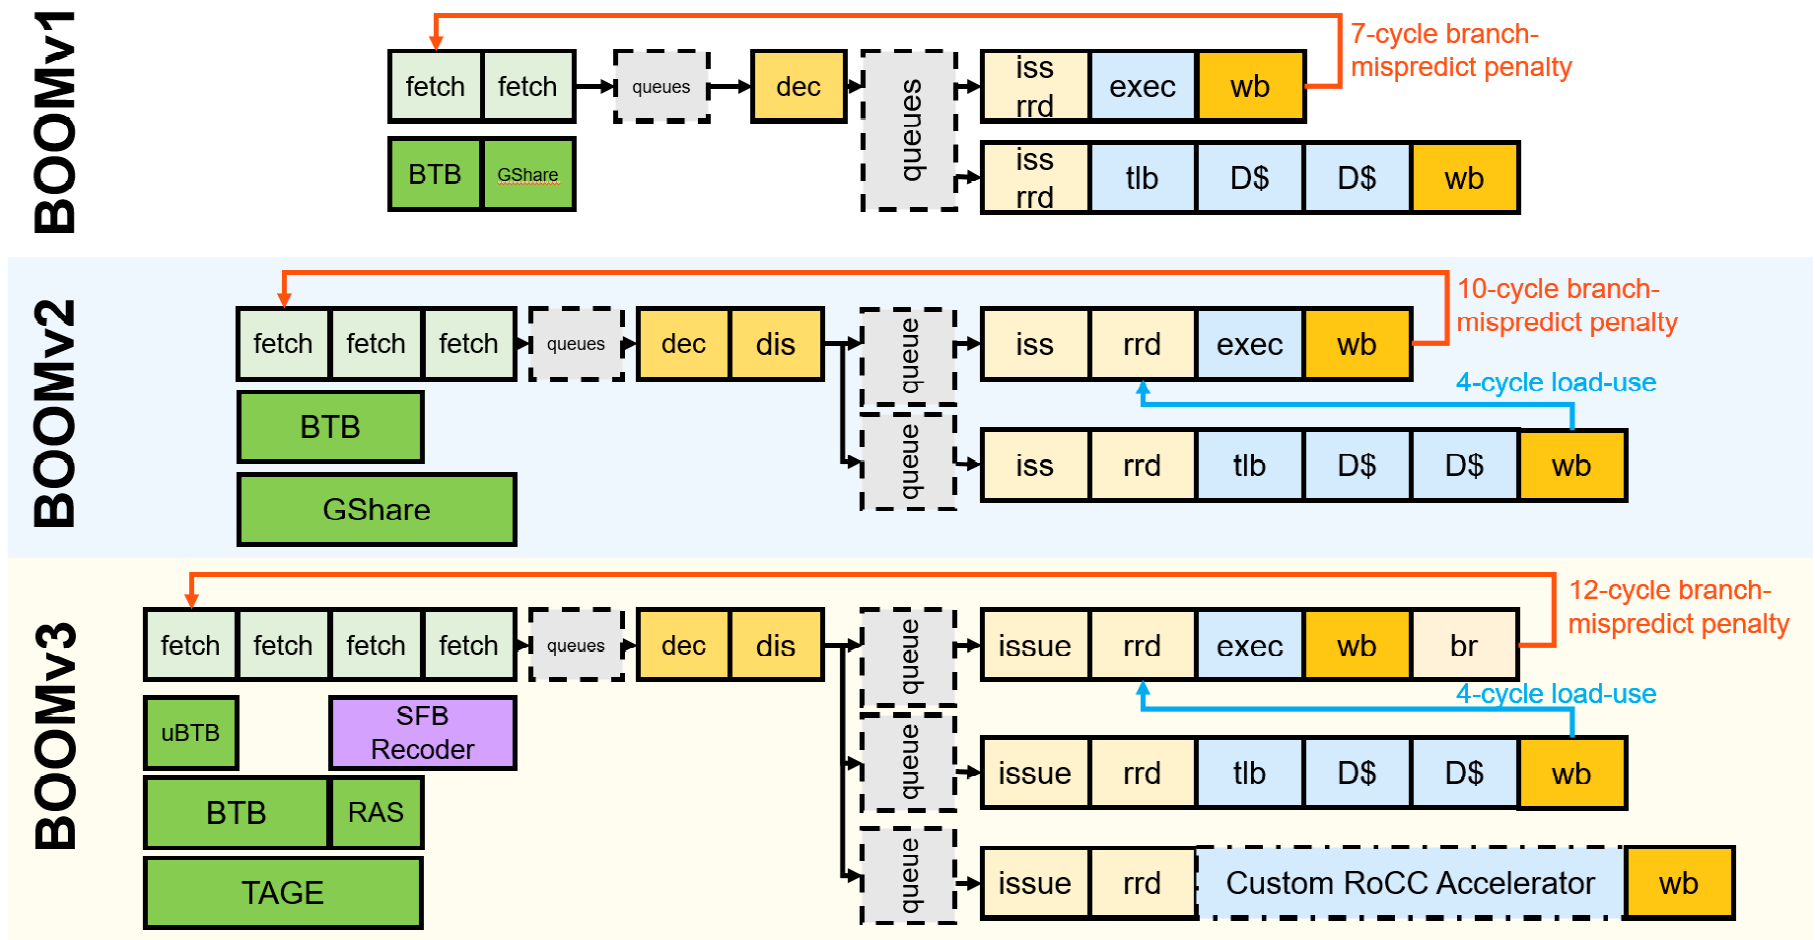 BOOMv1
7-cycle branch-
mispredict penalty
fetch fetch queues dec queues iss exec wb
rrd
BTB GShare iss tlb D$ D$ wb
rrd
BOOMv2
10-cycle branch-
mispredict penalty
fetch fetch fetch queues dec dis queue iss rrd exec wb
4-cycle load-use
BTB
queue iss rrd tlb D$ D$ wb
GShare
BOOMv3
12-cycle branch-
mispredict penalty
fetch fetch fetch fetch queues dec dis queue issue rrd exec wb br
4-cycle load-use
uBTB SFB
Recoder
queue issue rrd tlb D$ D$ wb
BTB RAS
TAGE
queue issue rrd Custom RoCC Accelerator wb